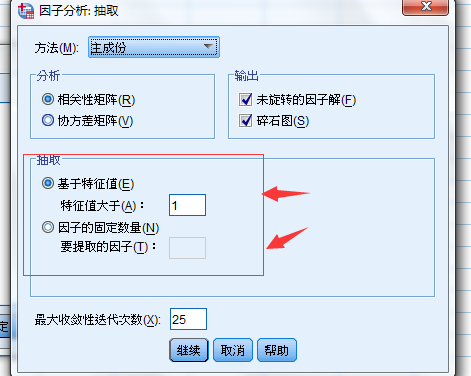 因子分析: 抽取
方法(M): 主成份
分析
相关性矩阵(R)
协方差矩阵(V)
输出
未旋转的因子解(F)
碎石图(S)
抽取
基于特征值(E)
特征值大于(A)： 1
因子的固定数量(N)
要提取的因子(T)：
最大收敛性迭代次数(X): 25
定
继续 取消 帮助